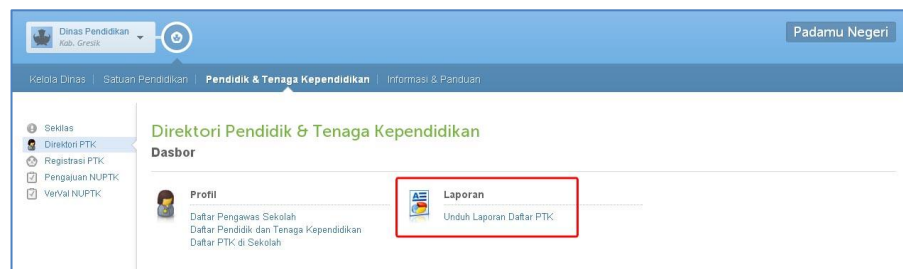 Dinas Pendidikan
Kab. Gresik
Padamu Negeri
Kelola Dinas | Satuan Pendidikan | Pendidik & Tenaga Kependidikan | Informasi & Panduan
Sekilas
Direktori PTK
Registrasi PTK
Pengajuan NUPTK
VerVal NUPTK
Direktori Pendidik & Tenaga Kependidikan
Dasbor
Profil
Daftar Pengawas Sekolah
Daftar Pendidik dan Tenaga Kependidikan
Daftar PTK di Sekolah
Laporan
Unduh Laporan Daftar PTK